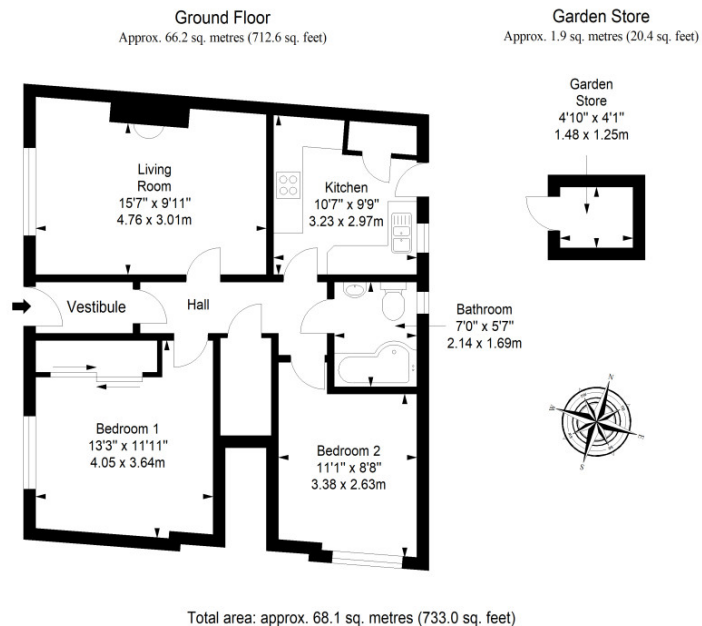 Ground Floor
Approx. 66.2 sq. metres (712.6 sq. feet)
Garden Store
Approx. 1.9 sq. metres (20.4 sq. feet)
Garden
Store
4'10" x 4'1"
1.48 x 1.25m
Living
Room
15'7" x 9'11"
4.76 x 3.01m
Kitchen
10'7" x 9'9"
3.23 x 2.97m
Vestibule
Hall
Bathroom
7'0" x 5'7"
2.14 x 1.69m
Bedroom 1
13'3" x 11'11"
4.05 x 3.64m
Bedroom 2
11'1" x 8'8"
3.38 x 2.63m
N
W
E
S
Total area: approx. 68.1 sq. metres (733.0 sq. feet)